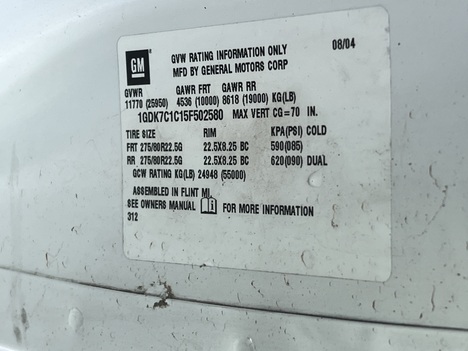 GM
GVW RATING INFORMATION ONLY 08/04
MFD BY GENERAL MOTORS CORP
GVWR GAWR FRT GAWR RR
11770 (25950) 4536 (10000) 8618 (19000) KG(LB)
1GDK7C1C15F502580 MAX VERT CG=70 IN.
TIRE SIZE RIM KPA(PSI) COLD
FRT 275/80R22.5G 22.5X8.25 BC 590(085)
RR 275/80R22.5G 22.5X8.25 BC 620(090) DUAL
GCW RATING KG(LB) 24948 (55000)
ASSEMBLED IN FLINT MI
SEE OWNERS MANUAL FOR MORE INFORMATION
312